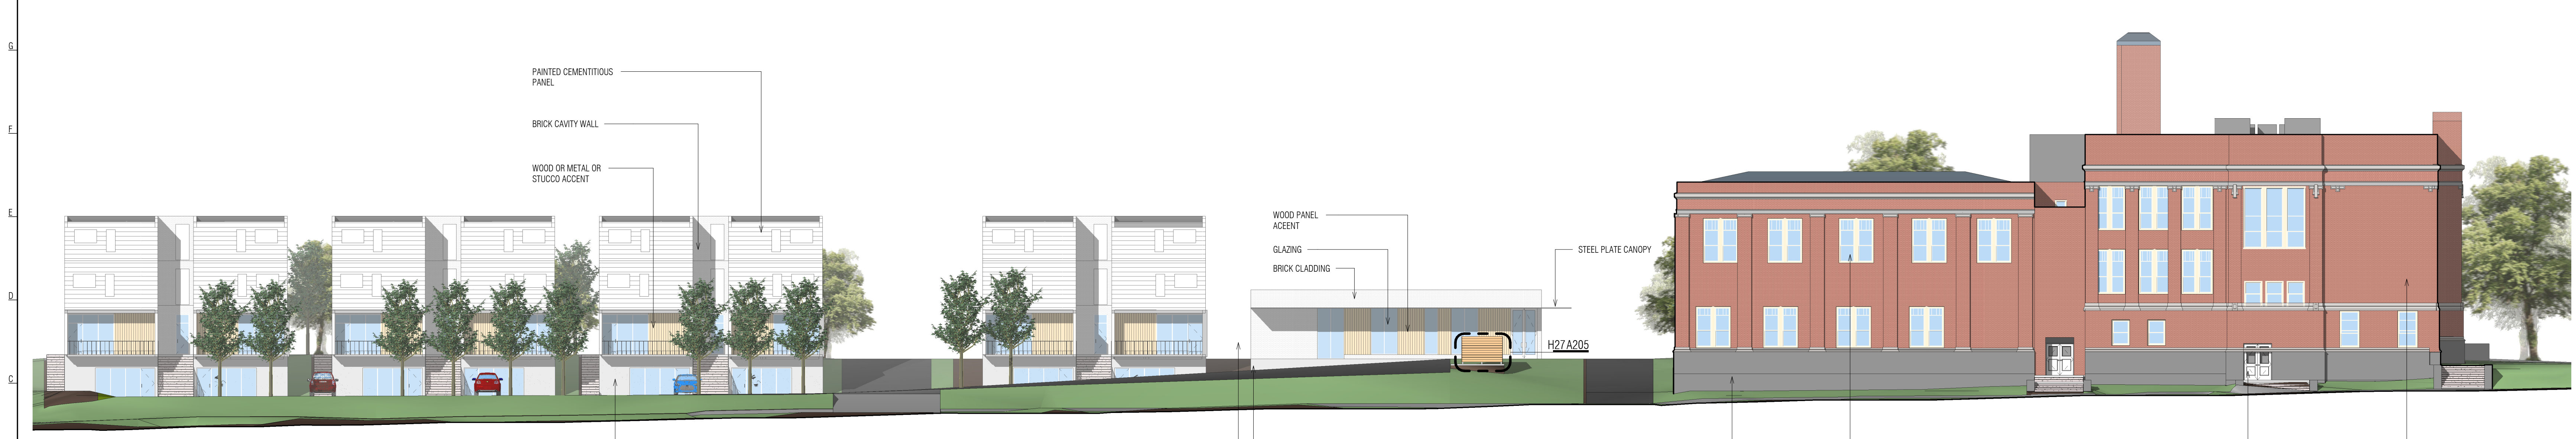 G
F
E
D
C
PAINTED CEMENTITIOUS
PANEL
BRICK CAVITY WALL
WOOD OR METAL OR
STUCCO ACCENT
WOOD PANEL
ACEENT
GLAZING
BRICK CLADDING
STEEL PLATE CANOPY
H27 A205